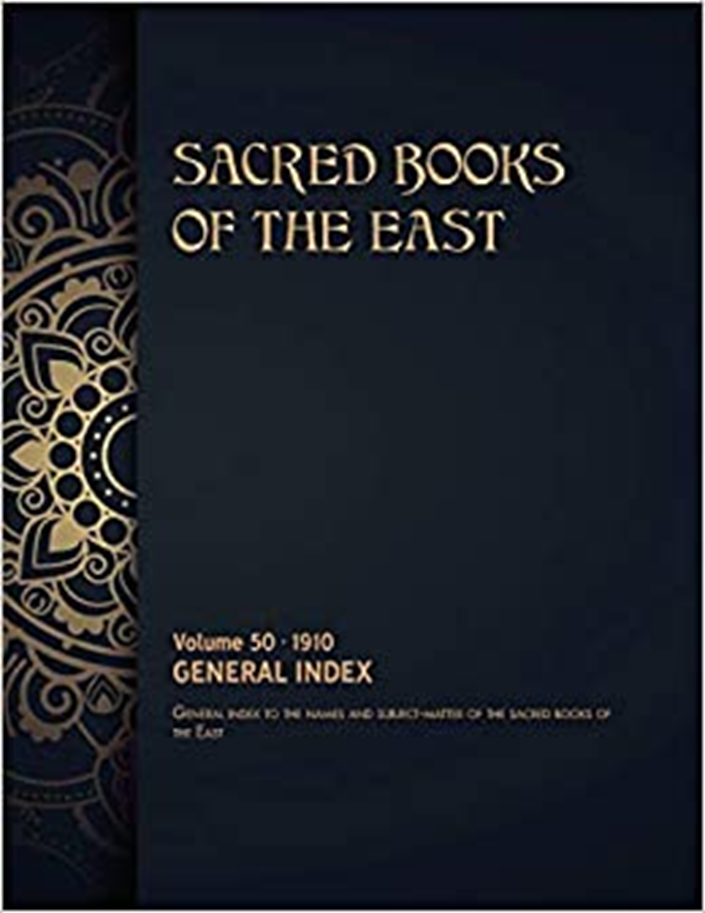 SACRED BOOKS
OF THE EAST
Volume 50 · 1910
GENERAL INDEX
General index to the names and subject-matter of the sacred books of
the East